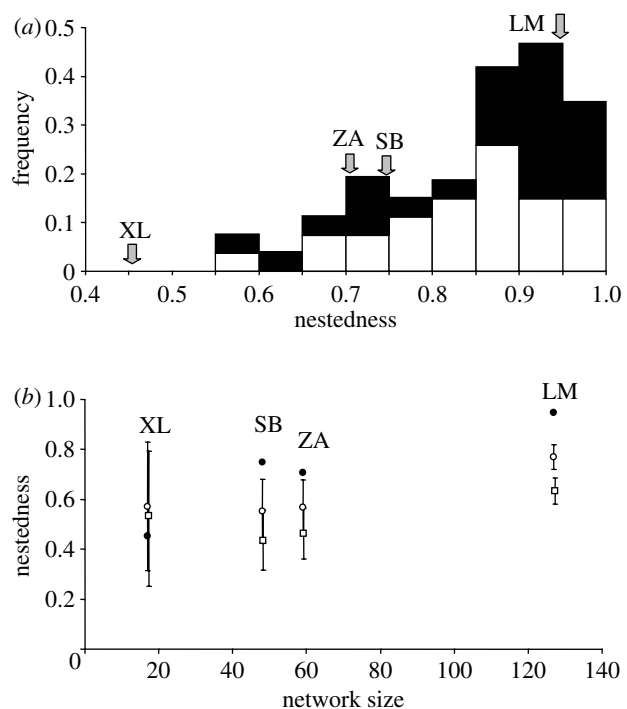 (a)
LM
0.5
0.4
0.3
0.2
0.1
0
frequency
ZA
SB
XL
0.4 0.5 0.6 0.7 0.8 0.9 1.0
nestedness
(b)
1.0
0.8
0.6
0.4
0.2
0
nestedness
XL
SB
ZA
LM
20 40 60 80 100 120 140
network size